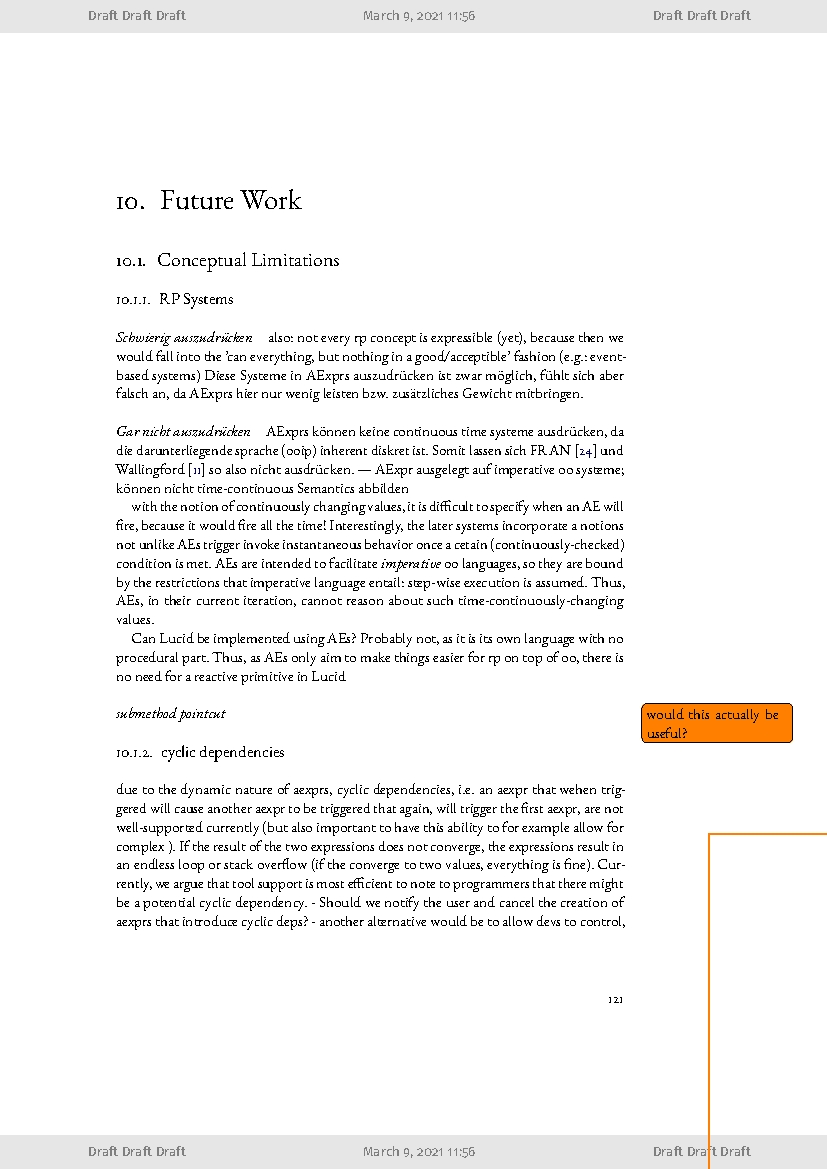 Draft Draft Draft March 9, 2021 11:56 Draft Draft Draft
10. Future Work
10.1. Conceptual Limitations
10.1.1. RP Systems
Schwierig auszudrücken also: not every rp concept is expressible (yet), because then we
would fall into the 'can everything, but nothing in a good/acceptible' fashion (e.g.: event-
based systems) Diese Systeme in AExprs auszudrücken ist zwar möglich, fühlt sich aber
falsch an, da AExprs hier nur wenig leisten bzw. zusätzliches Gewicht mitbringen.
Gar nicht auszudrücken AExprs können keine continuous time systeme ausdrücken, da
die darunterliegende sprache (ooip) inherent diskret ist. Somit lassen sich FRAN [24] und
Wallingford [11] so also nicht ausdrücken. — AExpr ausgelegt auf imperative oo systeme;
können nicht time-continuous Semantics abbilden
with the notion of continuously changing values, it is difficult to specify when an AE will
fire, because it would fire all the time! Interestingly, the later systems incorporate a notions
not unlike AEs trigger invoke instantaneous behavior once a cetain (continuously-checked)
condition is met. AEs are intended to facilitate imperative oo languages, so they are bound
by the restrictions that imperative language entail: step-wise execution is assumed. Thus,
AEs, in their current iteration, cannot reason about such time-continuously-changing
values.
Can Lucid be implemented using AEs? Probably not, as it is its own language with no
procedural part. Thus, as AEs only aim to make things easier for rp on top of oo, there is
no need for a reactive primitive in Lucid
submethod pointcut
would this actually be
useful?
10.1.2. cyclic dependencies
due to the dynamic nature of aexprs, cyclic dependencies, i.e. an aexpr that wehen trig-
gered will cause another aexpr to be triggered that again, will trigger the first aexpr, are not
well-supported currently (but also important to have this ability to for example allow for
complex ). If the result of the two expressions does not converge, the expressions result in
an endless loop or stack overflow (if the converge to two values, everything is fine). Cur-
rently, we argue that tool support is most efficient to note to programmers that there might
be a potential cyclic dependency. - Should we notify the user and cancel the creation of
aexprs that introduce cyclic deps? - another alternative would be to allow devs to control,
121
Draft Draft Draft March 9, 2021 11:56 Draft Draft Draft